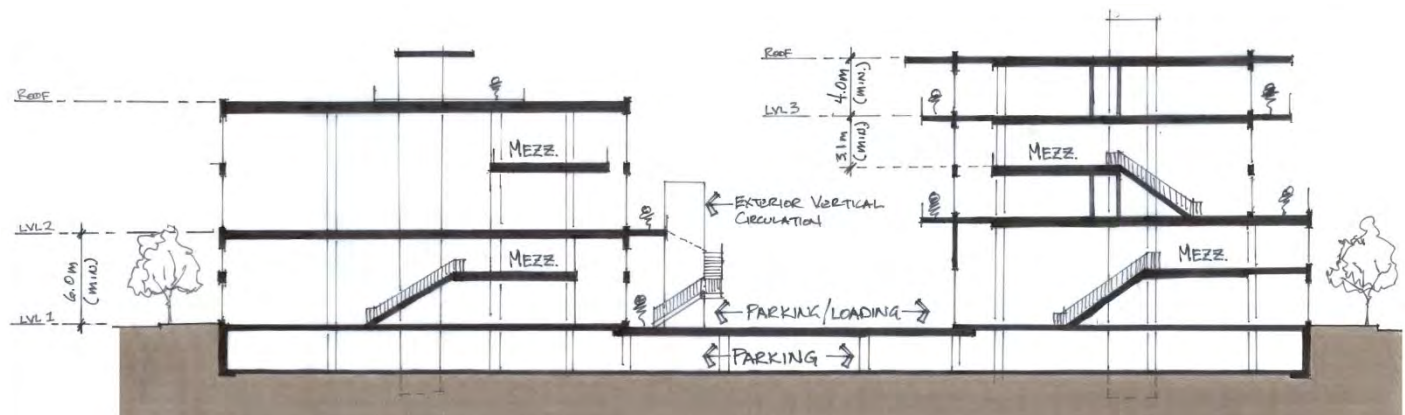 ROOF
LVL 2
LVL 1
6.0m
(MIN)
MEZZ.
MEZZ.
EXTERIOR VERTICAL
CIRCULATION
PARKING/LOADING
PARKING
ROOF
LVL 3
4.0m
(MIN.)
3.1m
(MIN)
MEZZ.
MEZZ.